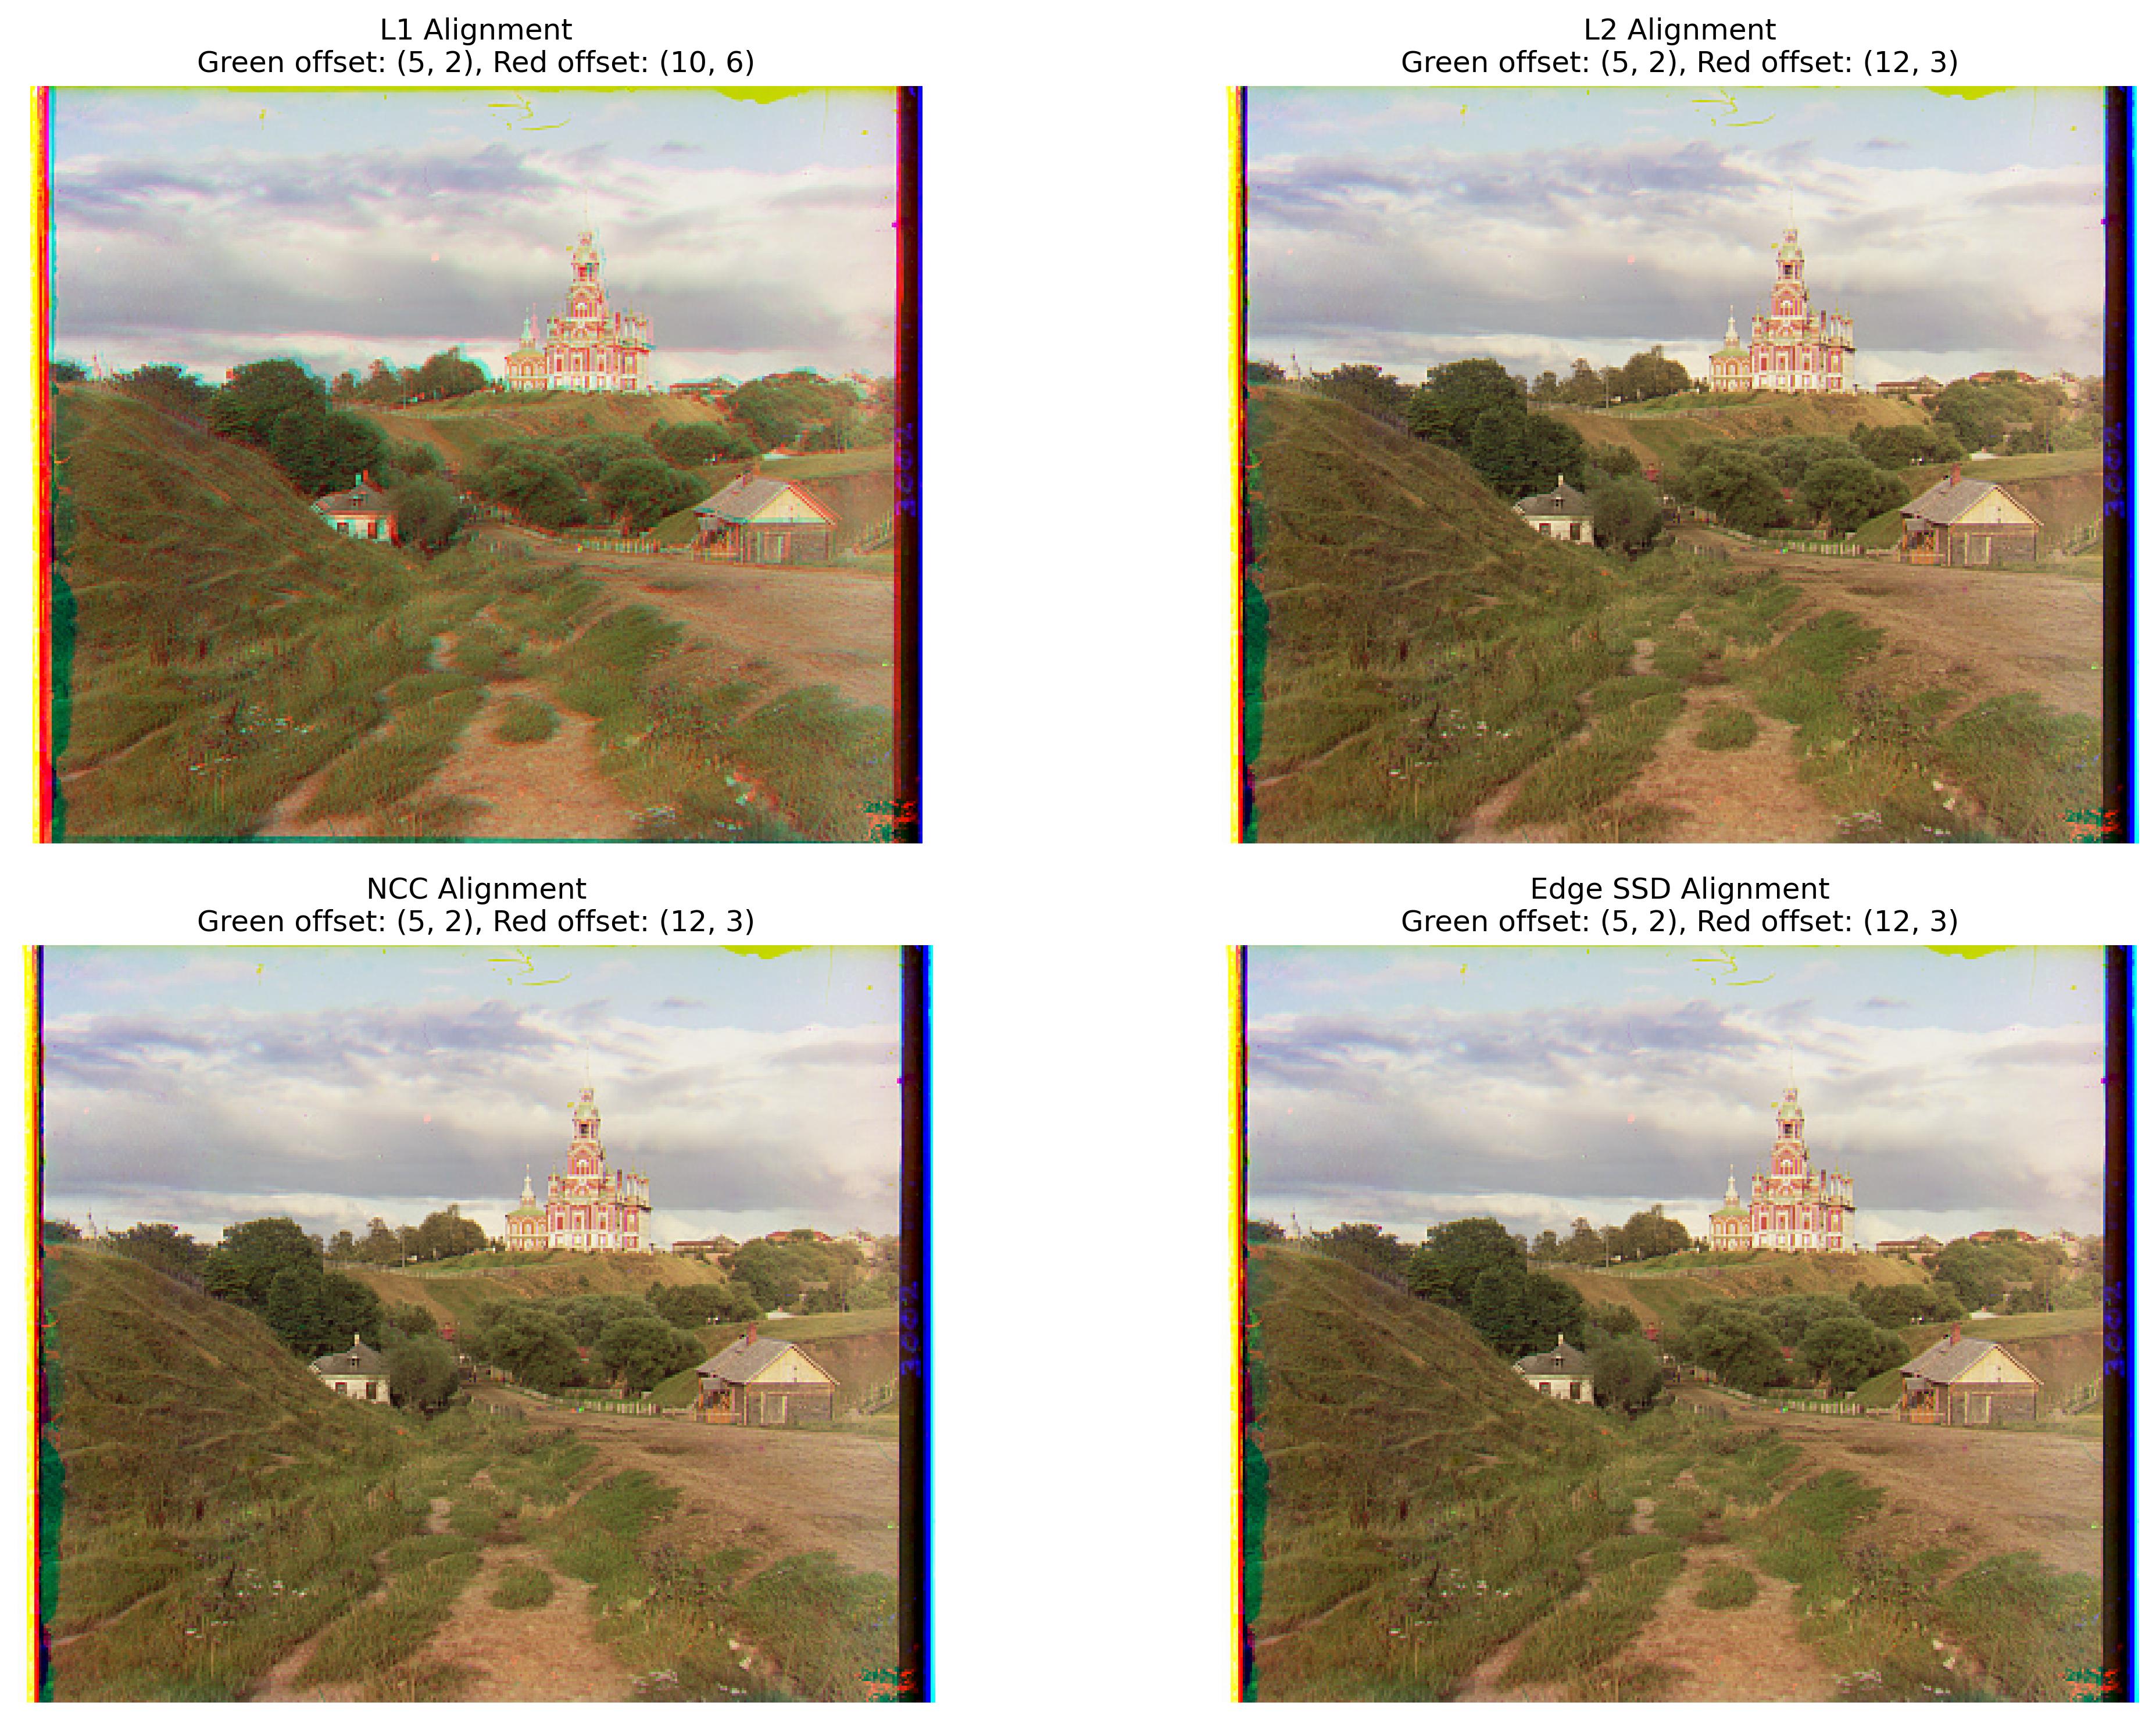 L1 Alignment
Green offset: (5, 2), Red offset: (10, 6)
L2 Alignment
Green offset: (5, 2), Red offset: (12, 3)
NCC Alignment
Green offset: (5, 2), Red offset: (12, 3)
Edge SSD Alignment
Green offset: (5, 2), Red offset: (12, 3)